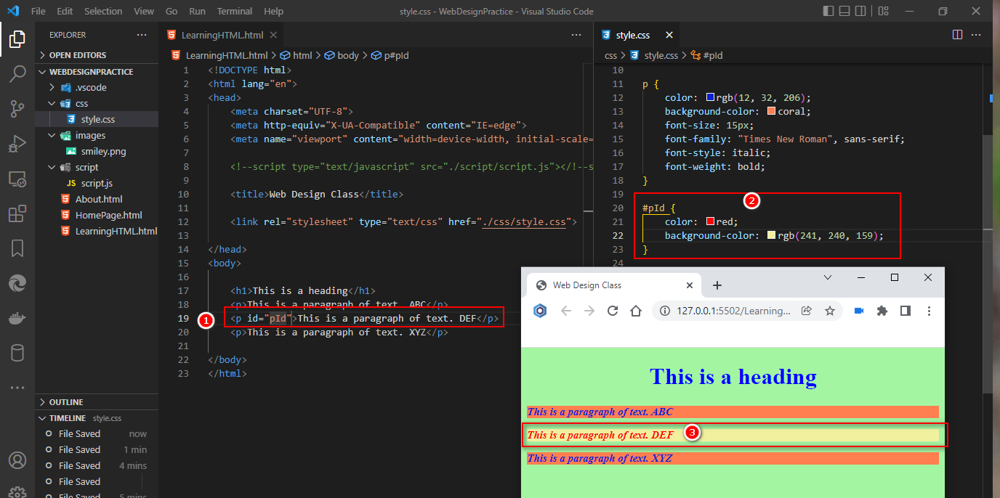 File Edit Selection View Go Run Terminal Help
style.css - WebDesignPractice - Visual Studio Code
EXPLORER
OPEN EDITORS
WEBDESIGNPRACTICE
.vscode
css
style.css
images
smiley.png
script
JS script.js
About.html
HomePage.html
LearningHTML.html
OUTLINE
TIMELINE style.css
File Saved now
File Saved 1 min
File Saved 4 mins
File Saved
File Saved 5 mins
LearningHTML.html
LearningHTML.html > html > body > p#pId
1 <!DOCTYPE html>
2 <html lang="en">
3 <head>
4 <meta charset="UTF-8">
5 <meta http-equiv="X-UA-Compatible" content="IE=edge">
6 <meta name="viewport" content="width=device-width, initial-scale=
7
8 <!--script type="text/javascript" src="./script/script.js"></!--s
9
10 <title>Web Design Class</title>
11
12 <link rel="stylesheet" type="text/css" href="./css/style.css">
13
14 </head>
15 <body>
16
17 <h1>This is a heading</h1>
18 <p>This is a paragraph of text. ABC</p>
19 <p id="pId">This is a paragraph of text. DEF</p>
20 <p>This is a paragraph of text. XYZ</p>
21
22 </body>
23 </html>
1
style.css
css > style.css > #pId
10
11 p {
12 color: rgb(12, 32, 206);
13 background-color: coral;
14 font-size: 15px;
15 font-family: "Times New Roman", sans-serif;
16 font-style: italic;
17 font-weight: bold;
18 }
19
20 #pId {
21 color: red;
22 background-color: rgb(241, 240, 159);
23 }
24
2
Web Design Class
127.0.0.1:5502/Learning...
This is a heading
This is a paragraph of text. ABC
This is a paragraph of text. DEF
3
This is a paragraph of text. XYZ